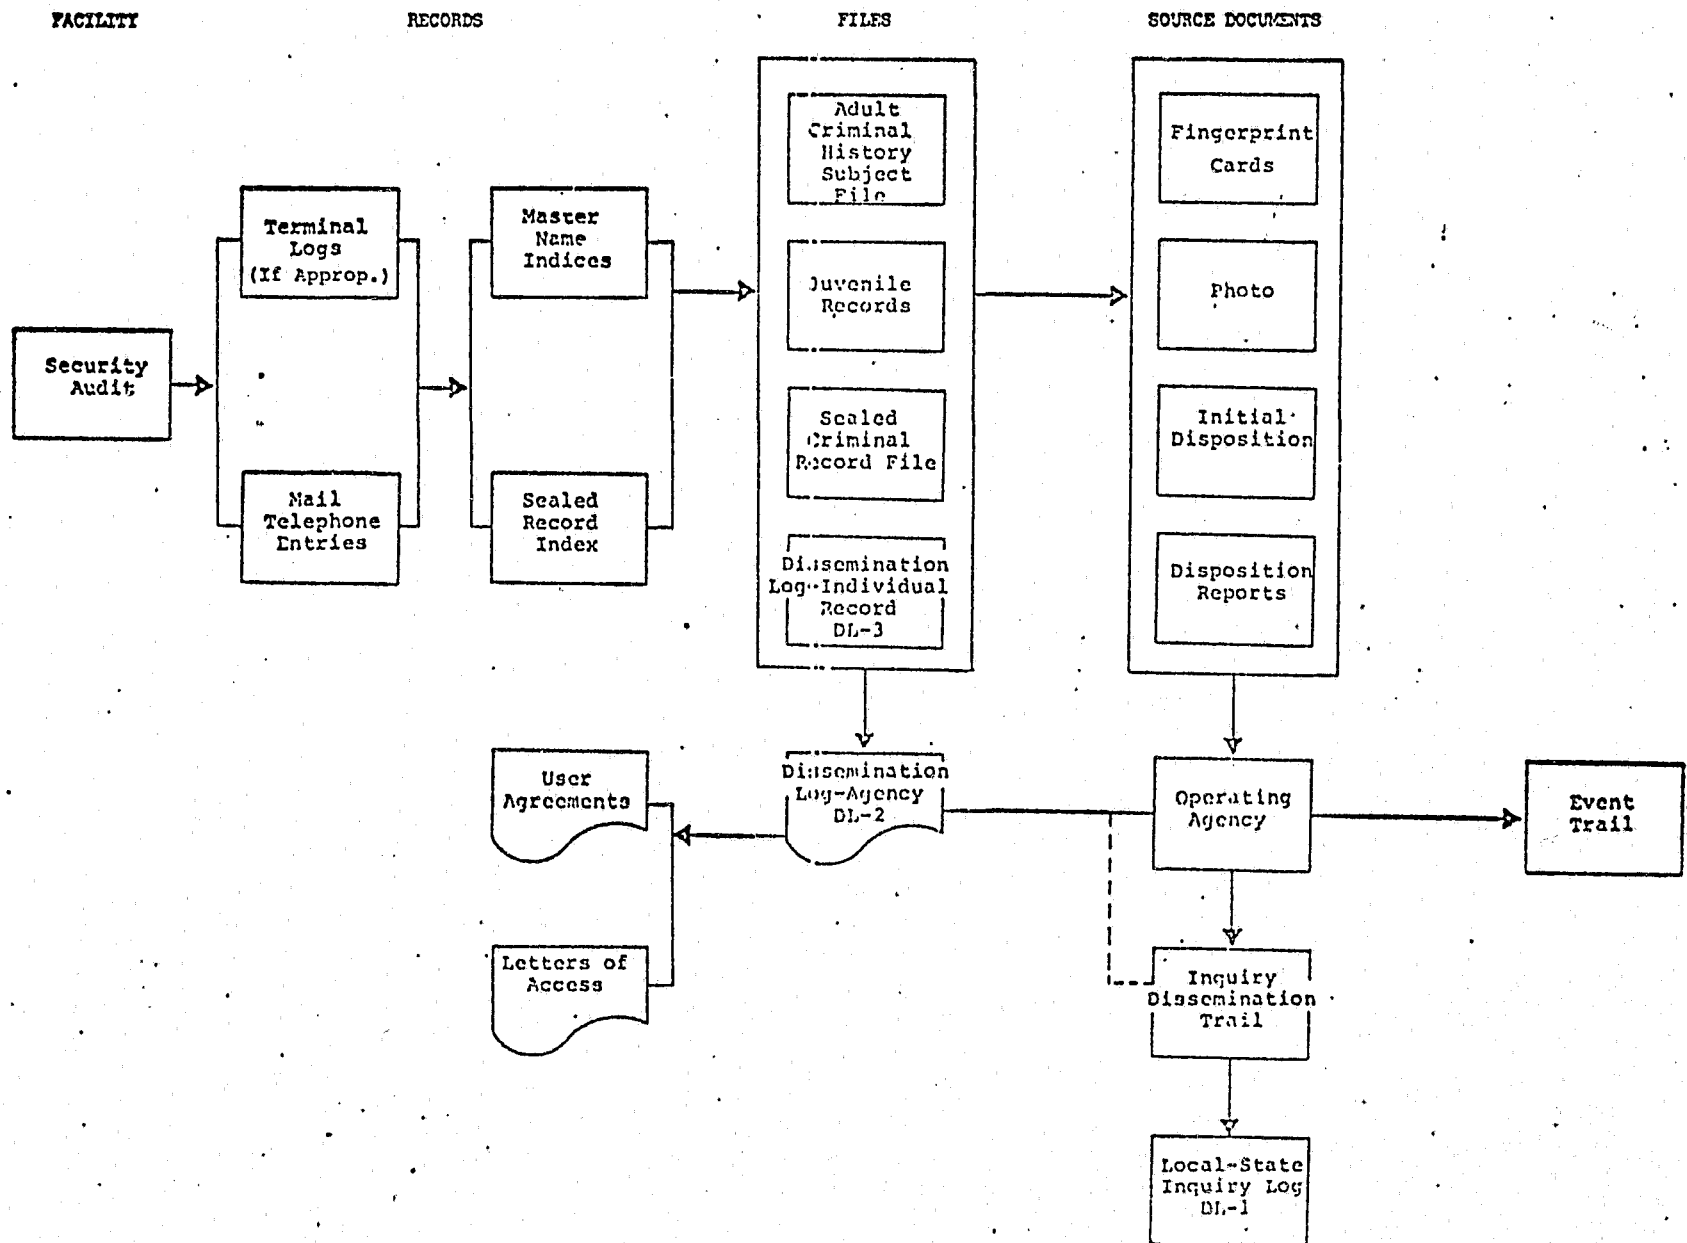 FACILITY
RECORDS
FILES
SOURCE DOCUMENTS
Security
Audit
Terminal
Logs
(If Approp.)
Mail
Telephone
Entries
Master
Name
Indices
Sealed
Record
Index
Adult
Criminal
History
Subject
File
Juvenile
Records
Sealed
Criminal
Record File
Dissemination
Log-Individual
Record
DL-3
Fingerprint
Cards
Photo
Initial
Disposition
Disposition
Reports
User
Agreements
Letters of
Access
Dissemination
Log-Agency
DL-2
Operating
Agency
Event
Trail
Inquiry
Dissemination
Trail
Local-State
Inquiry Log
DL-1